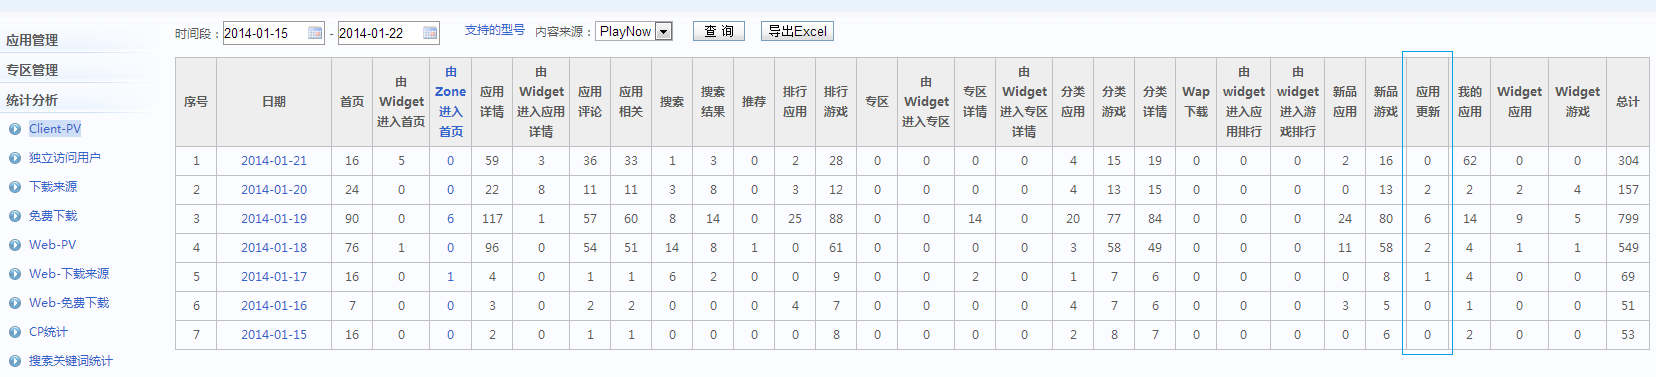 应用管理
专区管理
统计分析
Client-PV
独立访问用户
下载来源
免费下载
Web-PV
Web-下载来源
Web-免费下载
CP统计
搜索关键词统计
时间段：2014-01-15 - 2014-01-22 支持的型号 内容来源：PlayNow 查 询 导出Excel
序号 日期 首页 由Widget进入首页 由Zone进入首页 应用详情 由Widget进入应用详情 应用评论 应用相关 搜索 搜索结果 推荐 排行应用 排行游戏 专区 由Widget进入专区 专区详情 由Widget进入专区详情 分类应用 分类游戏 分类详情 Wap下载 由widget进入应用排行 由widget进入游戏排行 新品应用 新品游戏 应用更新 我的应用 Widget应用 Widget游戏 总计
1 2014-01-21 16 5 0 59 3 36 33 1 3 0 2 28 0 0 0 0 4 15 19 0 0 0 2 16 0 62 0 0 304
2 2014-01-20 24 0 0 22 8 11 11 3 8 0 3 12 0 0 0 0 4 13 15 0 0 0 0 13 2 2 2 4 157
3 2014-01-19 90 0 6 117 1 57 60 8 14 0 25 88 0 0 14 0 20 77 84 0 0 0 24 80 6 14 9 5 799
4 2014-01-18 76 1 0 96 0 54 51 14 8 1 0 61 0 0 0 0 3 58 49 0 0 0 11 58 2 4 1 1 549
5 2014-01-17 16 0 1 4 0 1 1 6 2 0 0 9 0 0 2 0 1 7 6 0 0 0 0 8 1 4 0 0 69
6 2014-01-16 7 0 0 3 0 2 2 0 0 0 4 7 0 0 0 0 4 7 6 0 0 0 3 5 0 1 0 0 51
7 2014-01-15 16 0 0 2 0 1 1 0 0 0 0 8 0 0 0 0 2 8 7 0 0 0 0 6 0 2 0 0 53